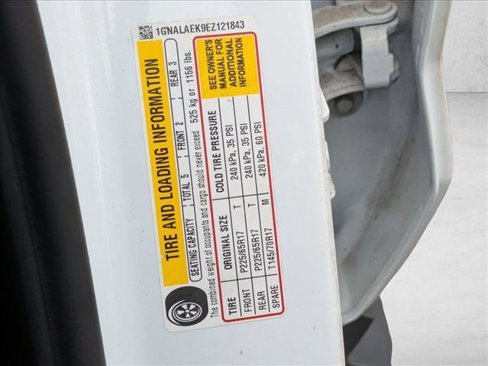 1GNALAEK9EZ121843
TIRE AND LOADING INFORMATION
SEATING CAPACITY TOTAL 5 FRONT 2 REAR 3
The combined weight of occupants and cargo should never exceed 525 kg or 1156 lbs.
TIRE ORIGINAL SIZE COLD TIRE PRESSURE
FRONT P225/65R17 T 240 kPa, 35 PSI
REAR P225/65R17 T 240 kPa, 35 PSI
SPARE T145/70R17 M 420 kPa, 60 PSI
SEE OWNER'S
MANUAL FOR
ADDITIONAL
INFORMATION